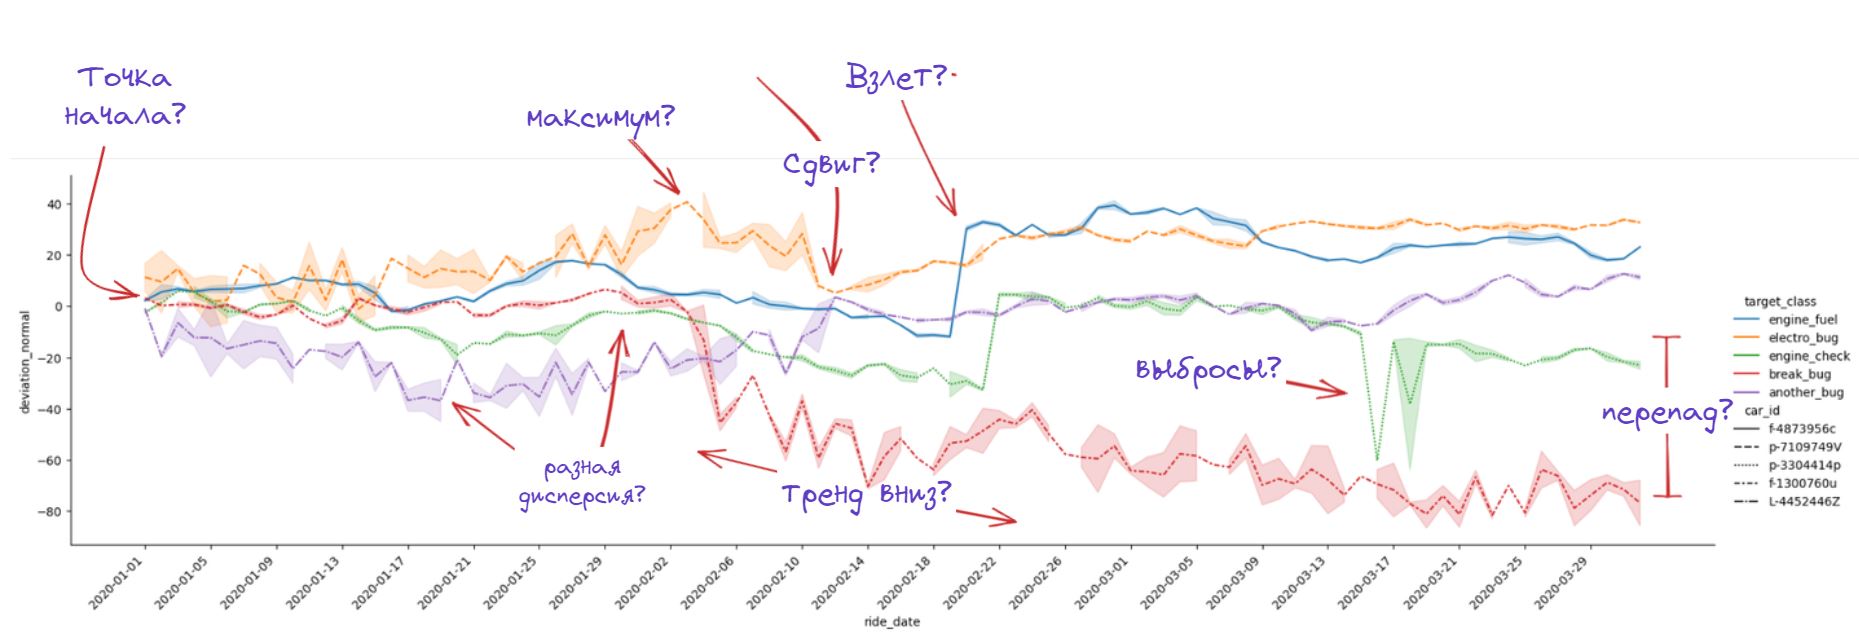 Точка
начала?
максимум?
Взлет?
Сдвиг?
выбросы?
перепад?
разная
дисперсия?
Тренд вниз?
deviation_normal
40
20
0
−20
−40
−60
−80
2020-01-01
2020-01-05
2020-01-09
2020-01-13
2020-01-17
2020-01-21
2020-01-25
2020-01-29
2020-02-02
2020-02-06
2020-02-10
2020-02-14
2020-02-18
2020-02-22
2020-02-26
2020-03-01
2020-03-05
2020-03-09
2020-03-13
2020-03-17
2020-03-21
2020-03-25
2020-03-29
ride_date
target_class
engine_fuel
electro_bug
engine_check
break_bug
another_bug
car_id
f-4873956c
p-7109749V
p-3304414p
f-1300760u
L-4452446Z